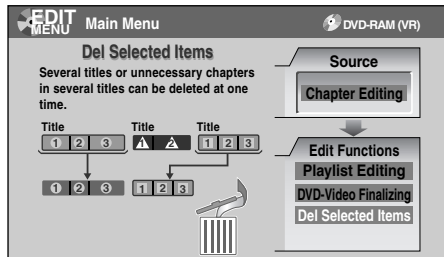 EDIT
MENU
Main Menu
DVD-RAM (VR)
Del Selected Items
Several titles or unnecessary chapters
in several titles can be deleted at one
time.
Title Title Title
1 2 3 1 2 1 2 3
1 2 3 1 2 3
Source
Chapter Editing
Edit Functions
Playlist Editing
DVD-Video Finalizing
Del Selected Items